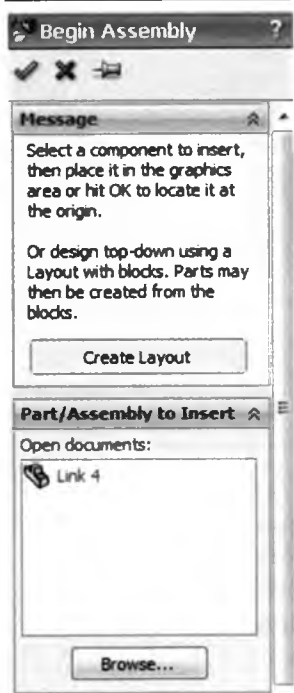 Begin Assembly ?
Message
Select a component to insert,
then place it in the graphics
area or hit OK to locate it at
the origin.
Or design top-down using a
Layout with blocks. Parts may
then be created from the
blocks.
Create Layout
Part/Assembly to Insert
Open documents:
Link 4
Browse...